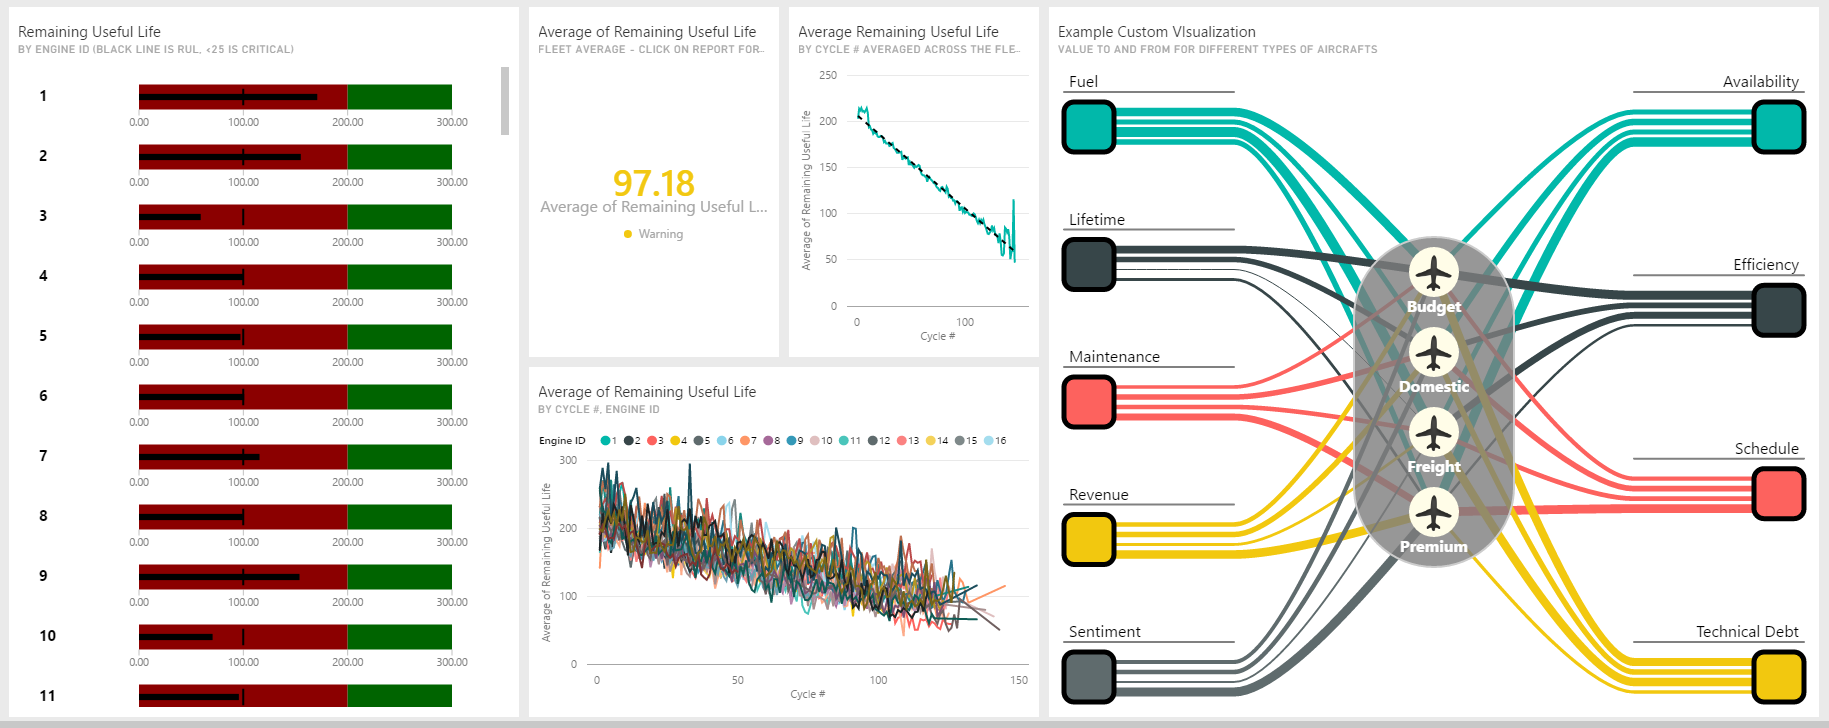 Remaining Useful Life
BY ENGINE ID (BLACK LINE IS RUL, <25 IS CRITICAL)
1
0.00 100.00 200.00 300.00
2
0.00 100.00 200.00 300.00
3
0.00 100.00 200.00 300.00
4
0.00 100.00 200.00 300.00
5
0.00 100.00 200.00 300.00
6
0.00 100.00 200.00 300.00
7
0.00 100.00 200.00 300.00
8
0.00 100.00 200.00 300.00
9
0.00 100.00 200.00 300.00
10
0.00 100.00 200.00 300.00
11
Average of Remaining Useful Life
FLEET AVERAGE - CLICK ON REPORT FOR...
97.18
Average of Remaining Useful L...
Warning
Average Remaining Useful Life
BY CYCLE # AVERAGED ACROSS THE FLE...
Average of Remaining Useful Life
250
200
150
100
50
0
0 100
Cycle #
Average of Remaining Useful Life
BY CYCLE #, ENGINE ID
Engine ID 1 2 3 4 5 6 7 8 9 10 11 12 13 14 15 16
Average of Remaining Useful Life
300
200
100
0
0 50 100 150
Cycle #
Example Custom VIsualization
VALUE TO AND FROM FOR DIFFERENT TYPES OF AIRCRAFTS
Fuel
Lifetime
Maintenance
Revenue
Sentiment
Budget
Domestic
Freight
Premium
Availability
Efficiency
Schedule
Technical Debt